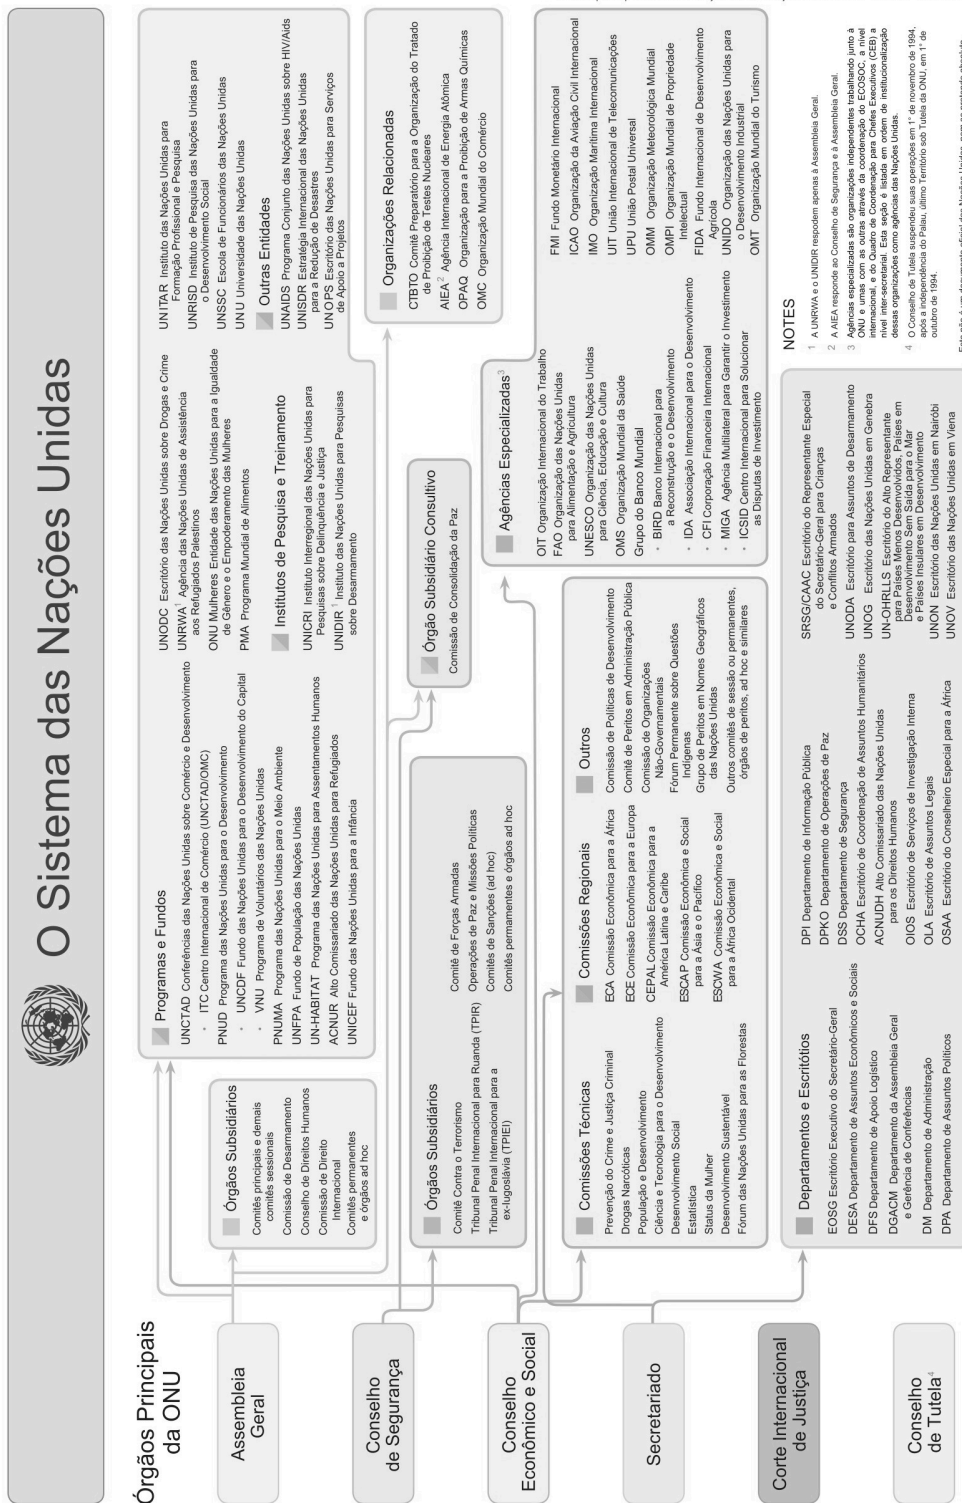 O Sistema das Nações Unidas
Órgãos Principais
da ONU
Assembleia
Geral
Conselho
de Segurança
Conselho
Econômico e Social
Secretariado
Corte Internacional
de Justiça
Conselho
de Tutela4
Órgãos Subsidiários
Comitês principais e demais
comitês sessionais
Comissão de Desarmamento
Conselho de Direitos Humanos
Comissão de Direito
Internacional
Comitês permanentes
e órgãos ad hoc
Programas e Fundos
UNCTAD Conferências das Nações Unidas sobre Comércio e Desenvolvimento
• ITC Centro Internacional de Comércio (UNCTAD/OMC)
PNUD Programa das Nações Unidas para o Desenvolvimento
• UNCDF Fundo das Nações Unidas para o Desenvolvimento do Capital
• VNU Programa de Voluntários das Nações Unidas
PNUMA Programa das Nações Unidas para o Meio Ambiente
UNFPA Fundo de População das Nações Unidas
UN-HABITAT Programa das Nações Unidas para Assentamentos Humanos
ACNUR Alto Comissariado das Nações Unidas para Refugiados
UNICEF Fundo das Nações Unidas para a Infância
UNODC Escritório das Nações Unidas sobre Drogas e Crime
UNRWA1 Agência das Nações Unidas de Assistência
aos Refugiados Palestinos
ONU Mulheres Entidade das Nações Unidas para a Igualdade
de Gênero e o Empoderamento das Mulheres
PMA Programa Mundial de Alimentos
Institutos de Pesquisa e Treinamento
UNICRI Instituto Interregional das Nações Unidas para
Pesquisas sobre Delinquência e Justiça
UNIDIR1 Instituto das Nações Unidas para Pesquisas
sobre Desarmamento
UNITAR Instituto das Nações Unidas para
Formação Profissional e Pesquisa
UNRISD Instituto de Pesquisa das Nações Unidas para
o Desenvolvimento Social
UNSSC Escola de Funcionários das Nações Unidas
UNU Universidade das Nações Unidas
Outras Entidades
UNAIDS Programa Conjunto das Nações Unidas sobre HIV/Aids
UNISDR Estratégia Internacional das Nações Unidas
para a Redução de Desastres
UNOPS Escritório das Nações Unidas de Serviços
de Apoio a Projetos
Órgãos Subsidiários
Comitê Contra o Terrorismo
Tribunal Penal Internacional para Ruanda (TPIR)
Tribunal Penal Internacional para a
ex-Iugoslávia (TPIEI)
Comitê de Forças Armadas
Operações de Paz e Missões Políticas
Comitês de Sanções (ad hoc)
Comitês permamentes e órgãos ad hoc
Órgão Subsidiário Consultivo
Comissão de Consolidação da Paz
Organizações Relacionadas
CTBTO Comitê Preparatório para a Organização do Tratado
de Proibição de Testes Nucleares
AIEA2 Agência Internacional de Energia Atômica
OPAQ Organização para a Proibição de Armas Químicas
OMC Organização Mundial do Comércio
Comissões Técnicas
Prevenção do Crime e Justiça Criminal
Drogas Narcóticas
População e Desenvolvimento
Ciência e Tecnologia para o Desenvolvimento
Desenvolvimento Social
Estatística
Status da Mulher
Desenvolvimento Sustentável
Fórum das Nações Unidas para as Florestas
Comissões Regionais
ECA Comissão Econômica para a África
ECE Comissão Econômica para a Europa
CEPAL Comissão Econômica para a
América Latina e Caribe
ESCAP Comissão Econômica e Social
para a Ásia e o Pacífico
ESCWA Comissão Econômica e Social
para a África Ocidental
Outros
Comissão de Políticas de Desenvolvimento
Comitê de Peritos em Administração Pública
Comissão de Organizações
Não-Governamentais
Fórum Permanente sobre Questões
Indígenas
Grupo de Peritos em Nomes Geográficos
das Nações Unidas
Outros comitês de sessão ou permanentes,
órgãos de peritos, ad hoc e similares
Agências Especializadas3
OIT Organização Internacional do Trabalho
FAO Organização das Nações Unidas
para Alimentação e Agricultura
UNESCO Organização das Nações Unidas
para Ciência, Educação e Cultura
OMS Organização Mundial da Saúde
Grupo do Banco Mundial
• BIRD Banco Internacional para
a Reconstrução e o Desenvolvimento
• IDA Associação Internacional para o Desenvolvimento
• CFI Corporação Financeira Internacional
• MIGA Agência Multilateral para Garantir o Investimento
• ICSID Centro Internacional para Solucionar
as Disputas de Investimento
FMI Fundo Monetário Internacional
ICAO Organização da Aviação Civil Internacional
IMO Organização Marítima Internacional
UIT União Internacional de Telecomunicações
UPU União Postal Universal
OMM Organização Meteorológica Mundial
OMPI Organização Mundial de Propriedade
Intelectual
FIDA Fundo Internacional de Desenvolvimento
Agrícola
UNIDO Organização das Nações Unidas para
o Desenvolvimento Industrial
OMT Organização Mundial do Turismo
Departamentos e Escritótios
EOSG Escritório Executivo do Secretário-Geral
DESA Departamento de Assuntos Econômicos e Sociais
DFS Departamento de Apoio Logístico
DGACM Departamento da Assembleia Geral
e Gerência de Conferências
DM Departamento de Administração
DPA Departamento de Assuntos Políticos
DPI Departamento de Informação Pública
DPKO Departamento de Operações de Paz
DSS Departamento de Segurança
OCHA Escritório de Coordenação de Assuntos Humanitários
ACNUDH Alto Comissariado das Nações Unidas
para os Direitos Humanos
OIOS Escritório de Serviços de Investigação Interna
OLA Escritório de Assuntos Legais
OSAA Escritório do Conselheiro Especial para a África
SRSG/CAAC Escritório do Representante Especial
do Secretário-Geral para Crianças
e Conflitos Armados
UNODA Escritório para Assuntos de Desarmamento
UNOG Escritório das Nações Unidas em Genebra
UN-OHRLLS Escritório do Alto Representante
para Países Menos Desenvolvidos, Países em
Desenvolvimento Sem Saída para o Mar
e Países Insulares em Desenvolvimento
UNON Escritório das Nações Unidas em Nairóbi
UNOV Escritório das Nações Unidas em Viena
NOTES
1 A UNRWA e o UNIDIR respodem apenas à Assembleia Geral.
2 A AIEA responde ao Conselho de Segurança e à Assembleia Geral.
3 Agências especializadas são organizações independentes trabalhando junto à
ONU e umas com as outras através da coordenação do ECOSOC, a nível
internacional, e do Quadro de Coordenação para Chefes Executivos (CEB) a
nível inter-secretarial. Esta seção é listada em ordem de institucionalização
dessas organizações como agências das Nações Unidas.
4 O Conselho de Tutela suspendeu suas operações em 1° de novembro de 1994,
após a independência do Palau, último Território sob Tutela da ONU, em 1° de
outubro de 1994.
Este não é um documento oficial das Nações Unidas